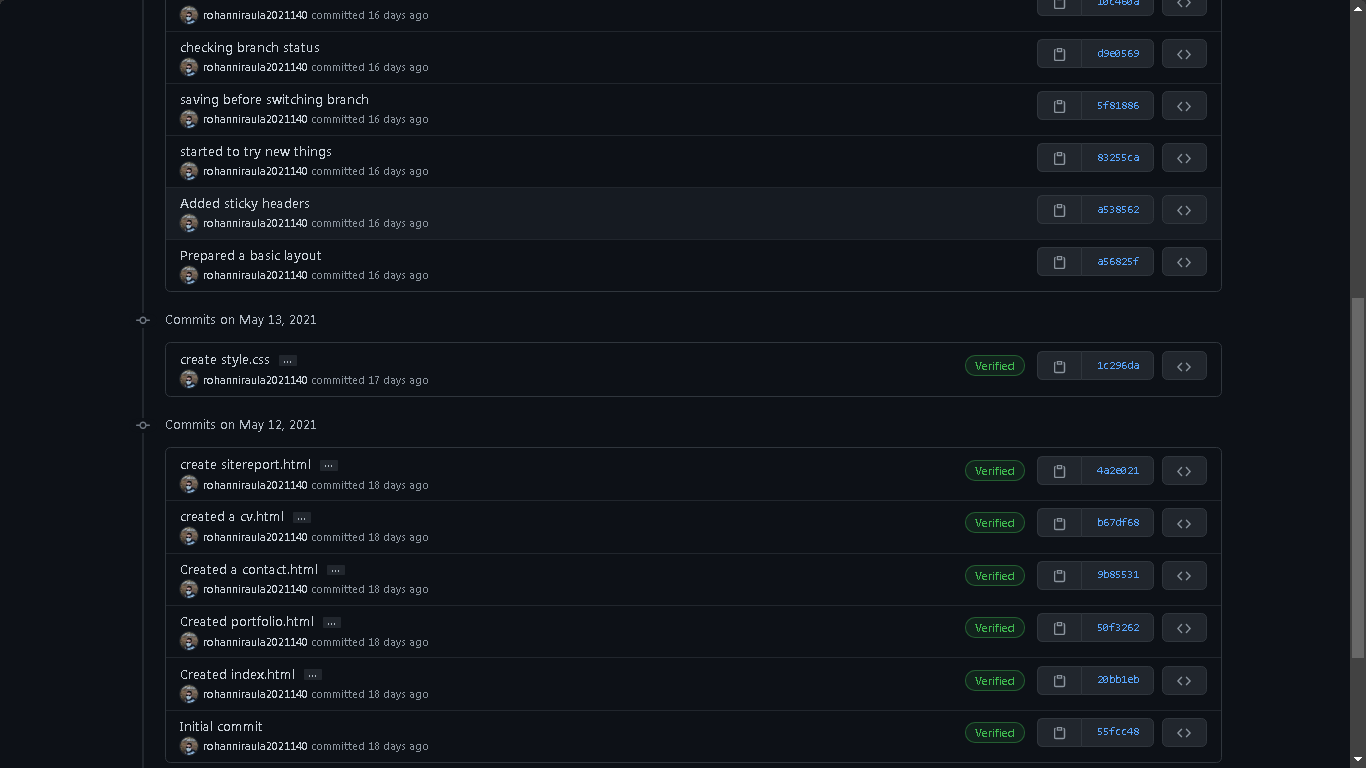 rohanniraula2021140 committed 16 days ago
checking branch status
rohanniraula2021140 committed 16 days ago
d9e0569
saving before switching branch
rohanniraula2021140 committed 16 days ago
5f81886
started to try new things
rohanniraula2021140 committed 16 days ago
83255ca
Added sticky headers
rohanniraula2021140 committed 16 days ago
a538562
Prepared a basic layout
rohanniraula2021140 committed 16 days ago
a56825f
Commits on May 13, 2021
create style.css ...
rohanniraula2021140 committed 17 days ago
Verified 1c296da
Commits on May 12, 2021
create sitereport.html ...
rohanniraula2021140 committed 18 days ago
Verified 4a2e021
created a cv.html ...
rohanniraula2021140 committed 18 days ago
Verified b67df68
Created a contact.html ...
rohanniraula2021140 committed 18 days ago
Verified 9b85531
Created portfolio.html ...
rohanniraula2021140 committed 18 days ago
Verified 50f3262
Created index.html ...
rohanniraula2021140 committed 18 days ago
Verified 20bb1eb
Initial commit
rohanniraula2021140 committed 18 days ago
Verified 55fcc48